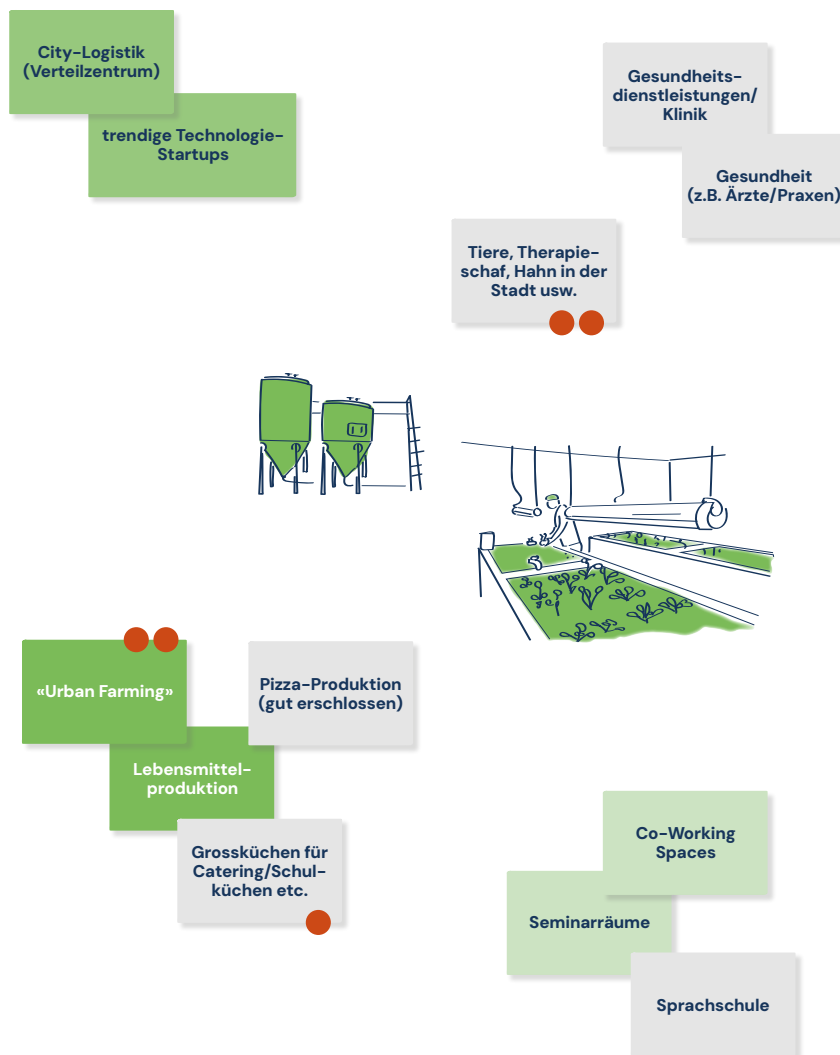 City-Logistik
(Verteilzentrum)
trendige Technologie-
Startups
Gesundheits-
dienstleistungen/
Klinik
Gesundheit
(z.B. Ärzte/Praxen)
Tiere, Therapie-
schaf, Hahn in der
Stadt usw.
«Urban Farming»
Pizza-Produktion
(gut erschlossen)
Lebensmittel-
produktion
Grossküchen für
Catering/Schul-
küchen etc.
Co-Working
Spaces
Seminarräume
Sprachschule